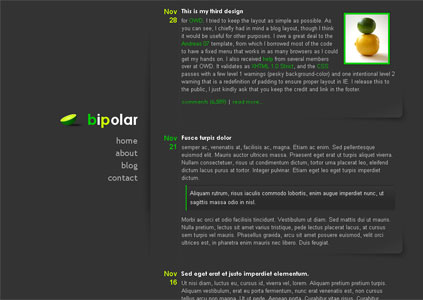 Nov
28
This is my third design
for OWD. I tried to keep the layout as simple as possible. As
you can see, I chiefly had in mind a blog layout, though I think
it would be useful for other purposes. I owe a great deal to the
Andreas 07 template, from which I borrowed most of the code
to have a fixed menu that works in as many browsers as I could
get my hands on. I also received help from several members
over at OWD. It validates as XHTML 1.0 Strict, and the CSS
passes with a few level 1 warnings (pesky background-color) and one intentional level 2
warning that is a redefinition of padding to ensure proper layout in IE. I release this to
the public, I just kindly ask that you keep the credit and link in the footer.
comments | read more...
bipolar
home
about
blog
contact
Nov
21
Fusce turpis dolor
semper ac, venenatis at, facilisis ac, magna. Etiam ac enim. Sed pellentesque
euismod elit. Mauris auctor ultrices massa. Praesent eget erat ut turpis aliquet viverra.
Nullam consectetuer, risus ut condimentum dictum, tortor urna placerat leo, eleifend
dictum lacus purus at tortor. Integer pulvinar. Etiam eget leo eget turpis imperdiet
dictum.
Aliquam rutrum, risus iaculis commodo lobortis, enim augue imperdiet nunc, ut
sagittis massa odio in nisl.
Morbi ac orci et odio facilisis tincidunt. Vestibulum ut diam. Sed mattis dui at mauris.
Nulla pretium, lectus sit amet varius tristique, pede lectus placerat lacus, at cursus
sem turpis vel mauris. Phasellus gravida, arcu sit amet posuere euismod, velit orci
ultrices est, in pharetra enim mauris nec libero. Duis feugiat.
Nov
16
Sed eget erat at justo imperdiet elementum.
Ut nisi diam, luctus eu, cursus id, viverra vel, lorem. Aliquam pretium pretium turpis.
Aliquam vestibulum, erat eu porta fermentum, nunc erat venenatis est, non cursus
tellus arcu non magna. Ut at pede. Aenean placerat. Curabitur vitae